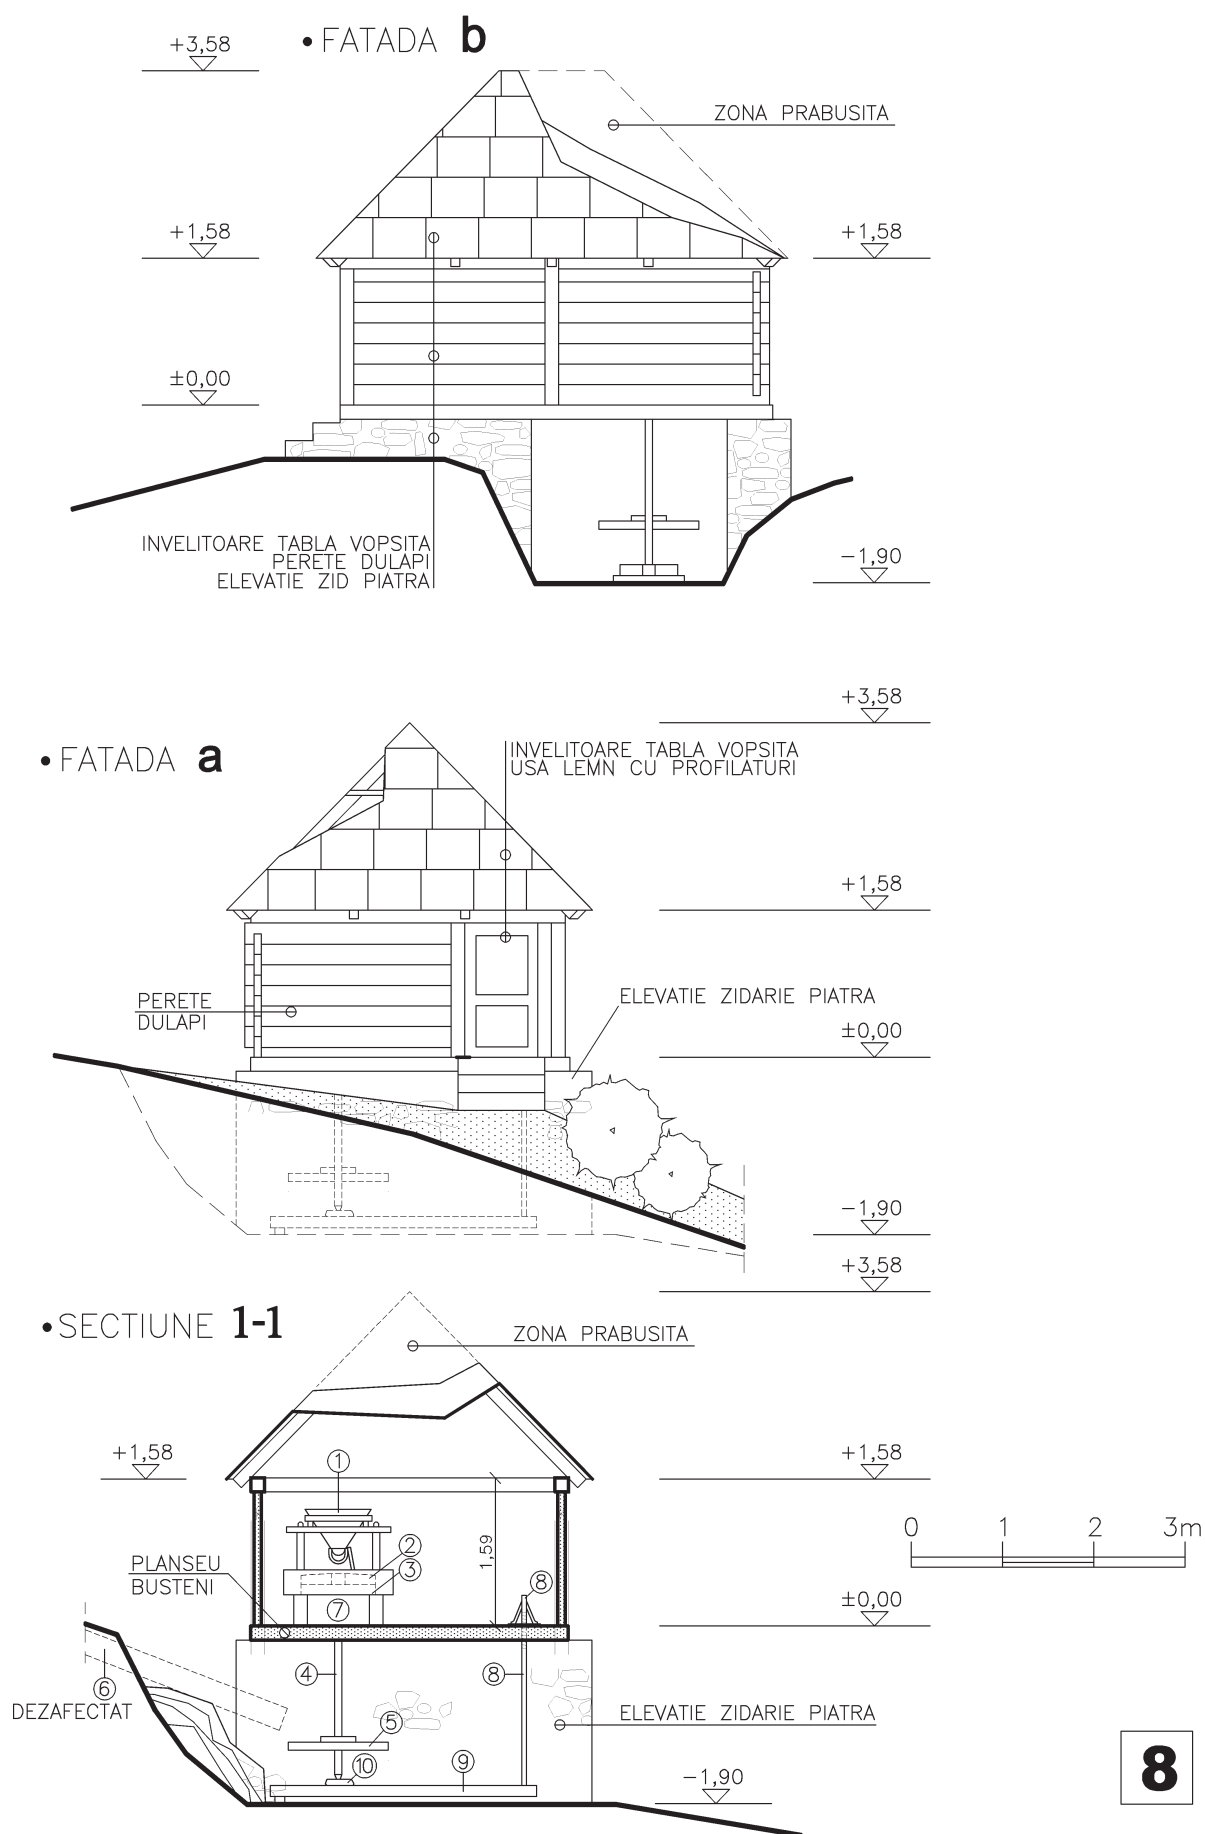 +3,58
• FATADA b
ZONA PRABUSITA
+1,58
+1,58
±0,00
INVELITOARE TABLA VOPSITA
PERETE DULAPI
ELEVATIE ZID PIATRA
−1,90
+3,58
• FATADA a
INVELITOARE TABLA VOPSITA
USA LEMN CU PROFILATURI
+1,58
PERETE
DULAPI
ELEVATIE ZIDARIE PIATRA
±0,00
−1,90
+3,58
• SECTIUNE 1-1
ZONA PRABUSITA
+1,58
1
+1,58
0 1 2 3m
1,59
2
PLANSEU
BUSTENI
3
8
7
±0,00
4
8
6
DEZAFECTAT
ELEVATIE ZIDARIE PIATRA
5
10
9
−1,90
8